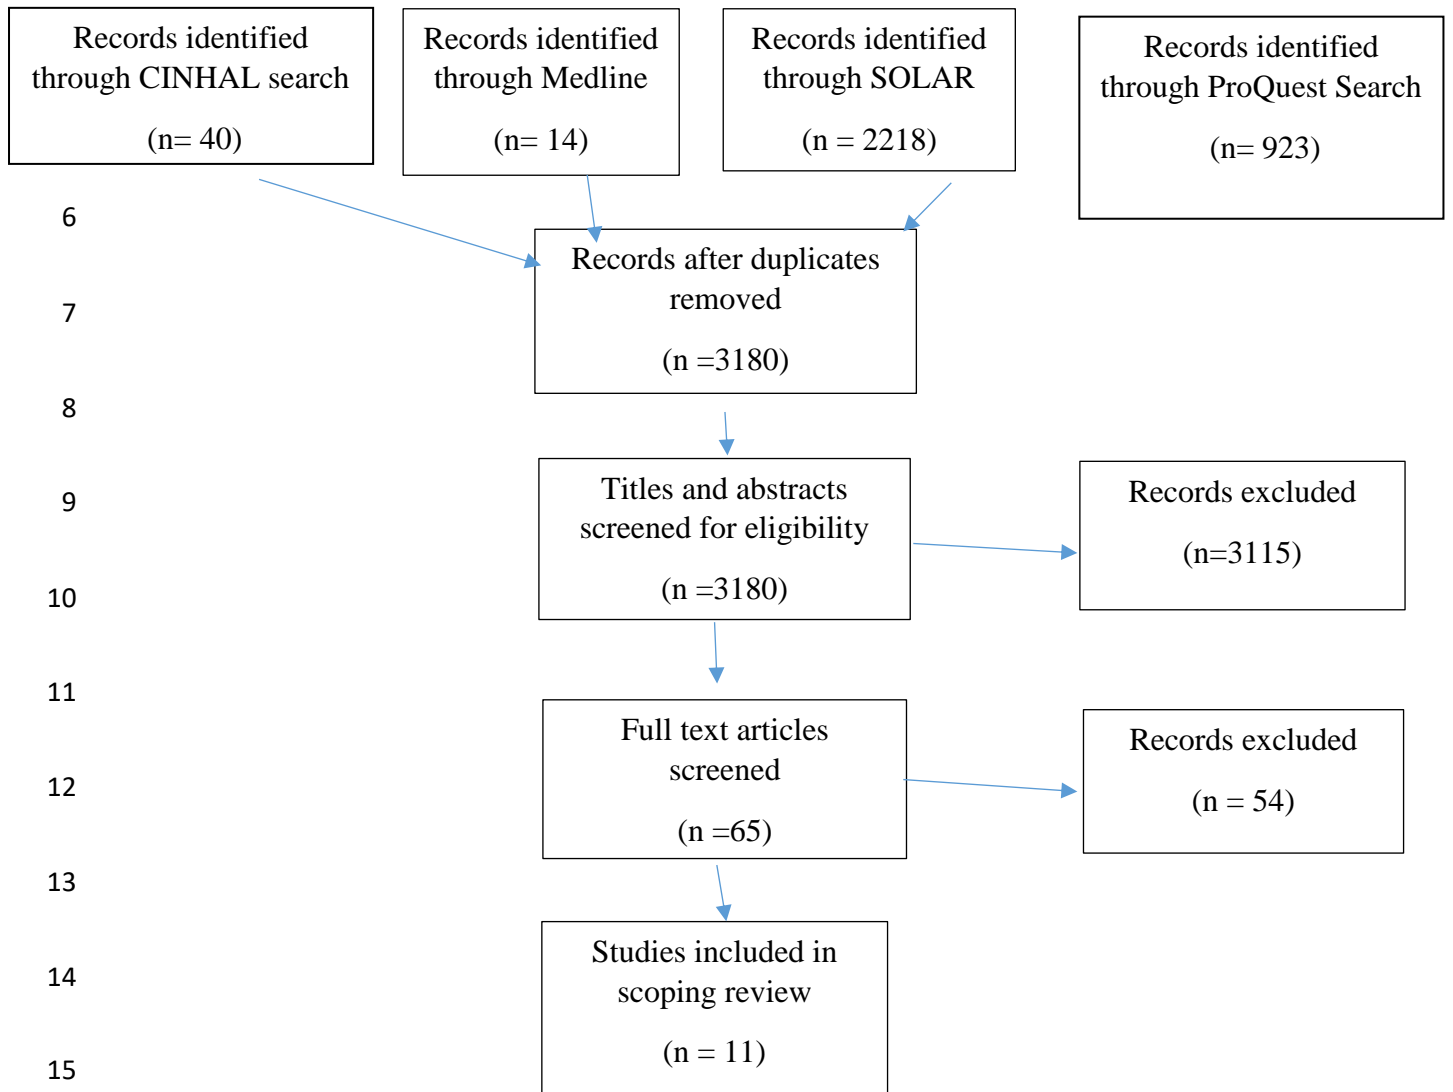 Records identified
through CINHAL search
(n= 40)
Records identified
through Medline
(n= 14)
Records identified
through SOLAR
(n = 2218)
Records identified
through ProQuest Search
(n= 923)
6
Records after duplicates
removed
(n =3180)
7
8
Titles and abstracts
screened for eligibility
(n =3180)
Records excluded
(n=3115)
9
10
11
Full text articles
screened
(n =65)
Records excluded
(n = 54)
12
13
Studies included in
scoping review
(n = 11)
14
15